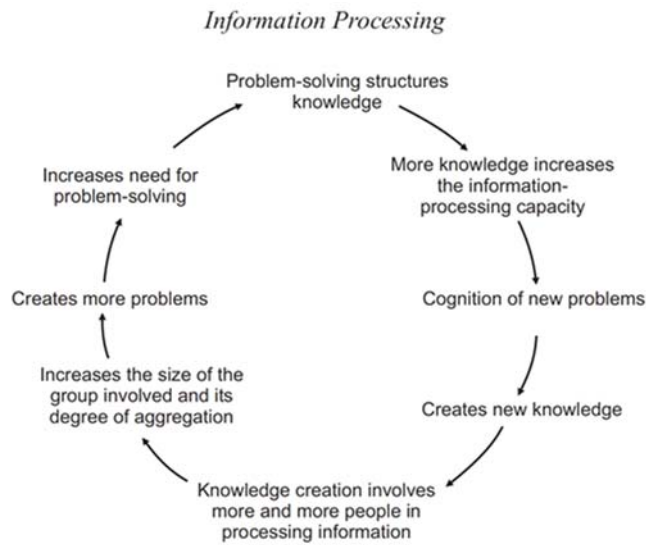 Information Processing
Problem-solving structures
knowledge
More knowledge increases
the information-
processing capacity
Cognition of new problems
Creates new knowledge
Knowledge creation involves
more and more people in
processing information
Increases the size of the
group involved and its
degree of aggregation
Creates more problems
Increases need for
problem-solving